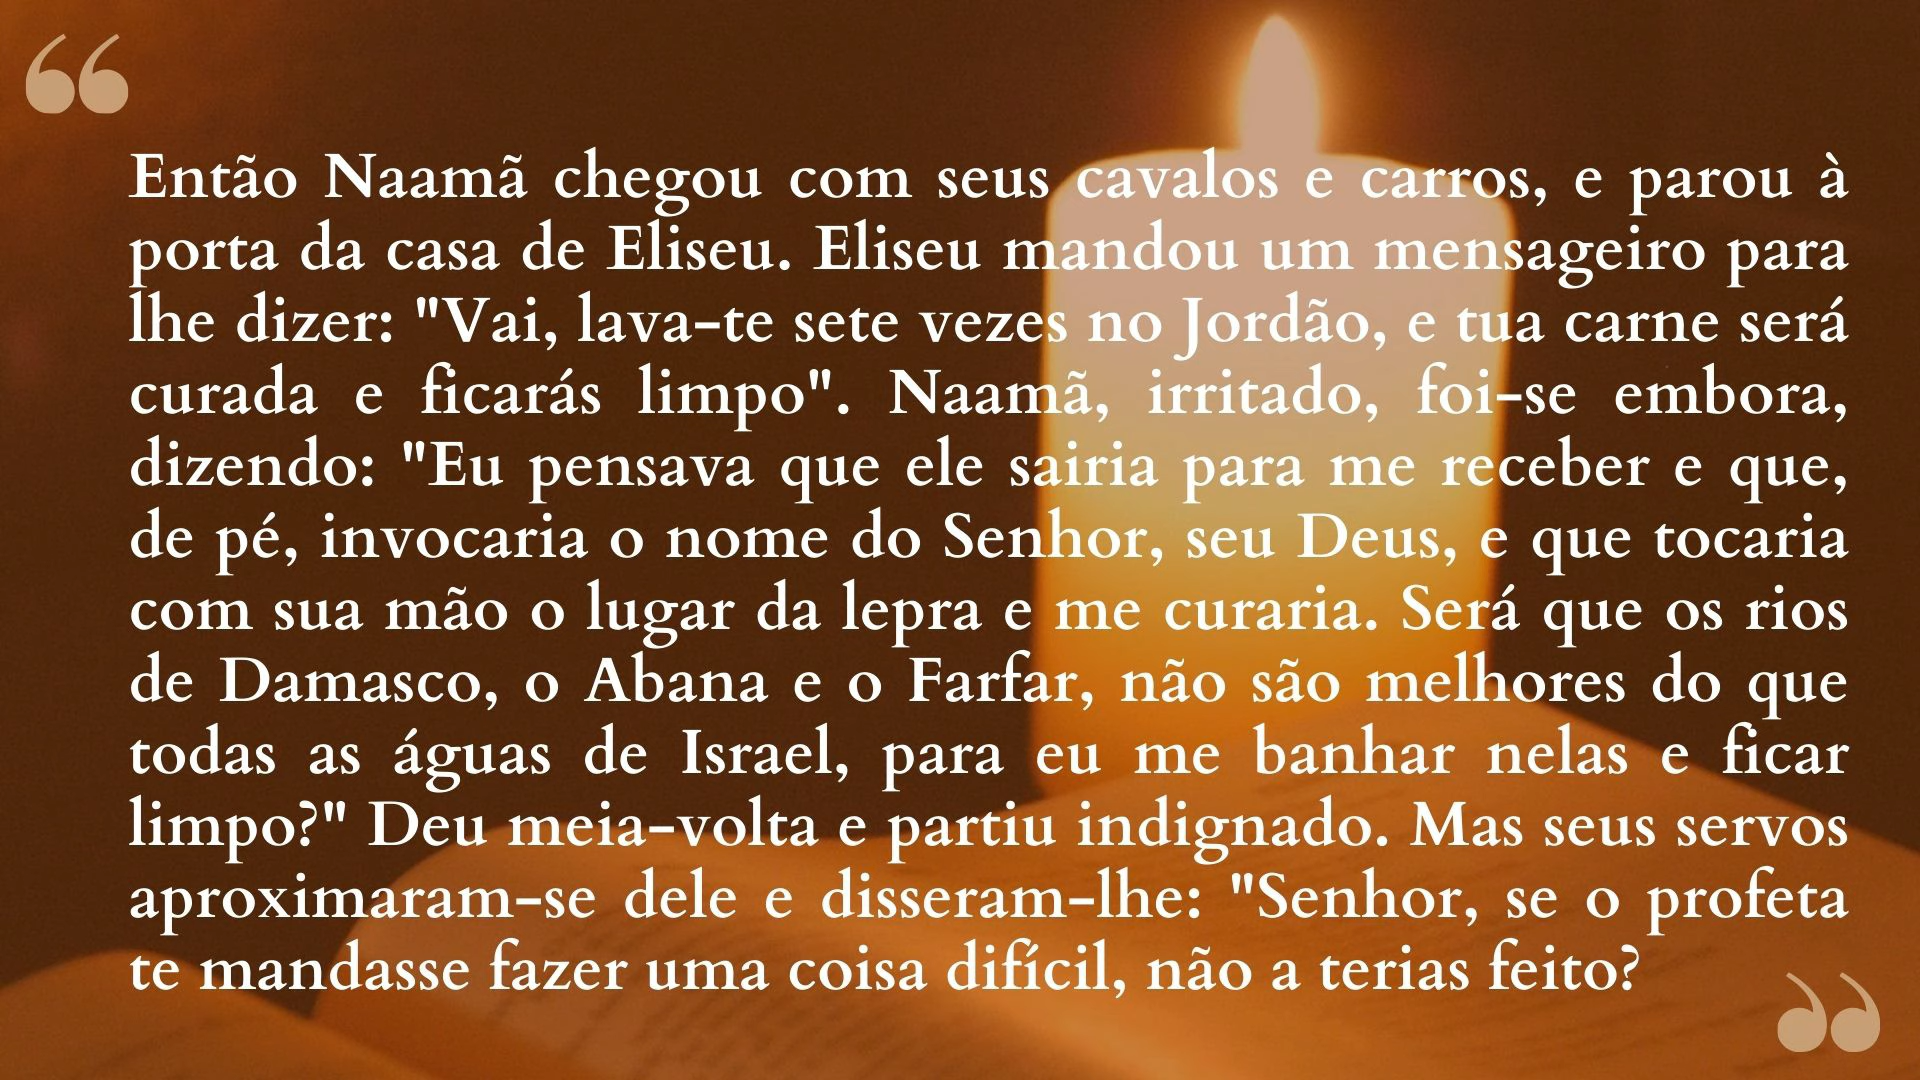 Então Naamã chegou com seus cavalos e carros, e parou à
porta da casa de Eliseu. Eliseu mandou um mensageiro para
lhe dizer: "Vai, lava-te sete vezes no Jordão, e tua carne será
curada e ficarás limpo". Naamã, irritado, foi-se embora,
dizendo: "Eu pensava que ele sairia para me receber e que,
de pé, invocaria o nome do Senhor, seu Deus, e que tocaria
com sua mão o lugar da lepra e me curaria. Será que os rios
de Damasco, o Abana e o Farfar, não são melhores do que
todas as águas de Israel, para eu me banhar nelas e ficar
limpo?" Deu meia-volta e partiu indignado. Mas seus servos
aproximaram-se dele e disseram-lhe: "Senhor, se o profeta
te mandasse fazer uma coisa difícil, não a terias feito?